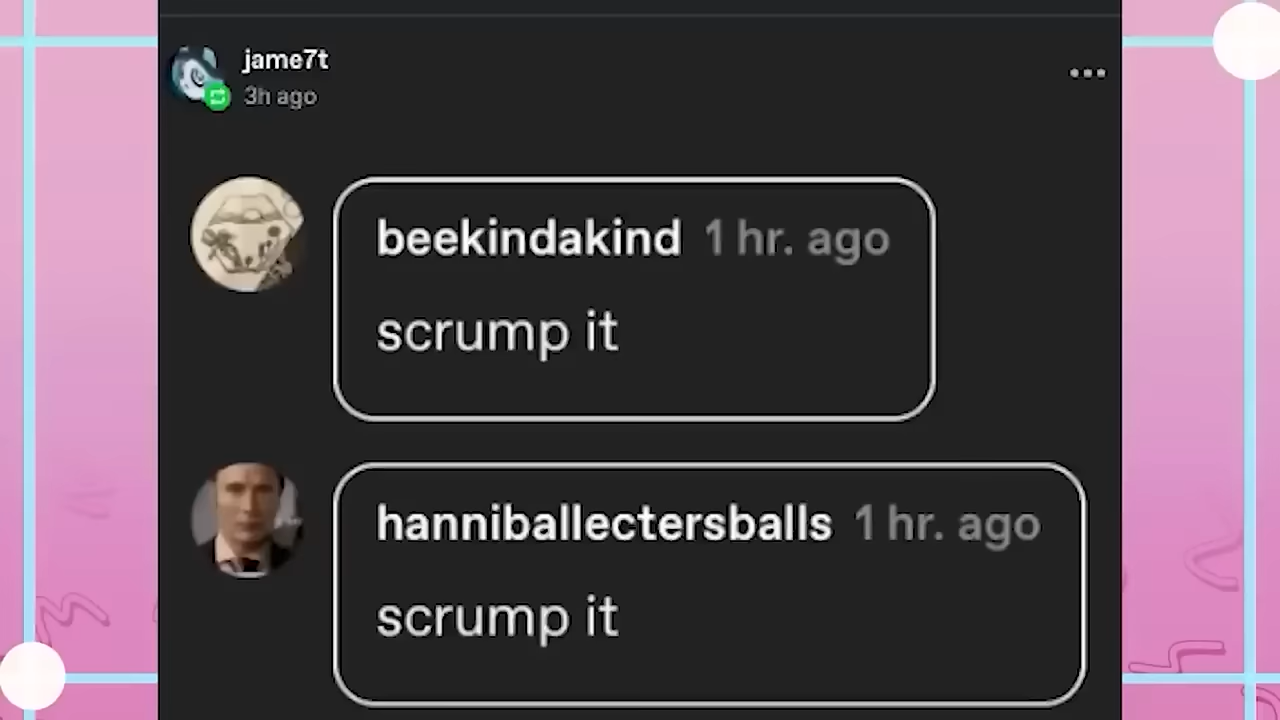 jame7t
3h ago
beekindakind 1 hr. ago
scrump it
hanniballectersballs 1 hr. ago
scrump it